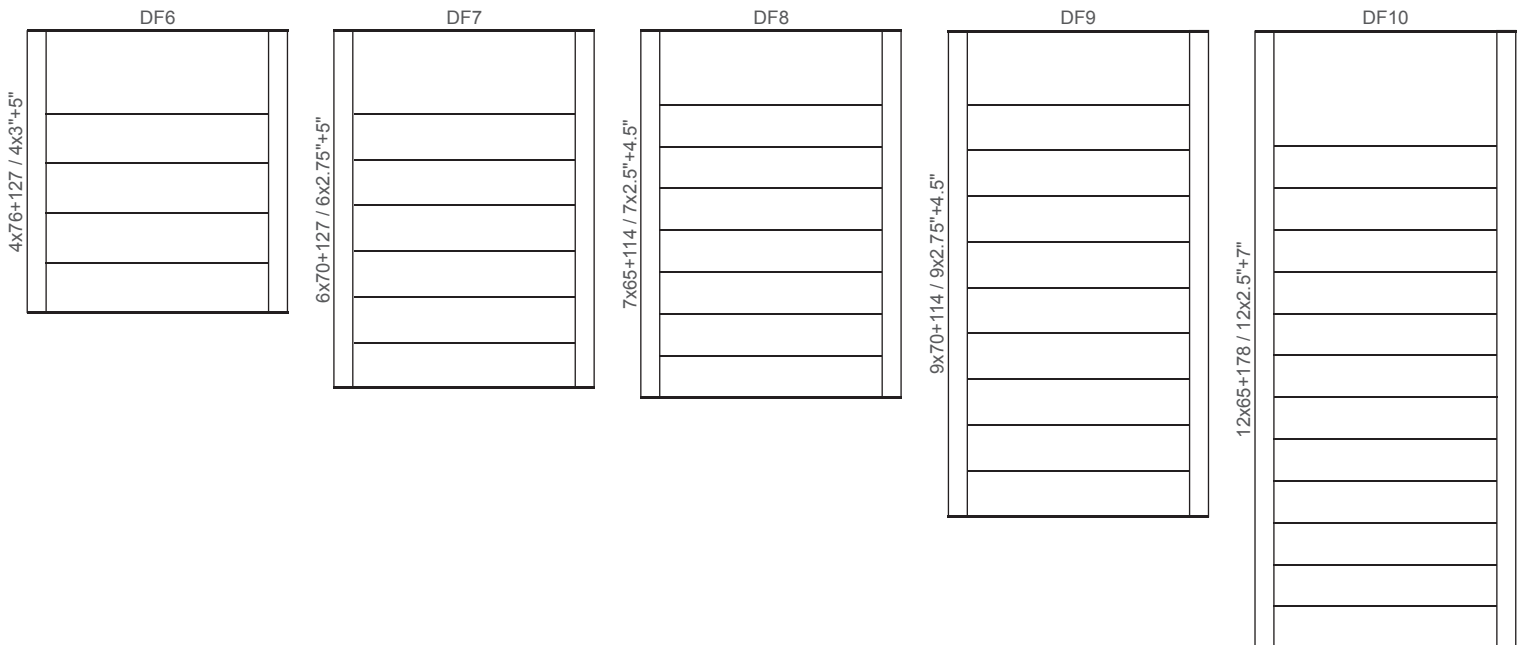 DF6
4x76+127 / 4x3"+5"
DF7
6x70+127 / 6x2.75"+5"
DF8
7x65+114 / 7x2.5"+4.5"
DF9
9x70+114 / 9x2.75"+4.5"
DF10
12x65+178 / 12x2.5"+7"